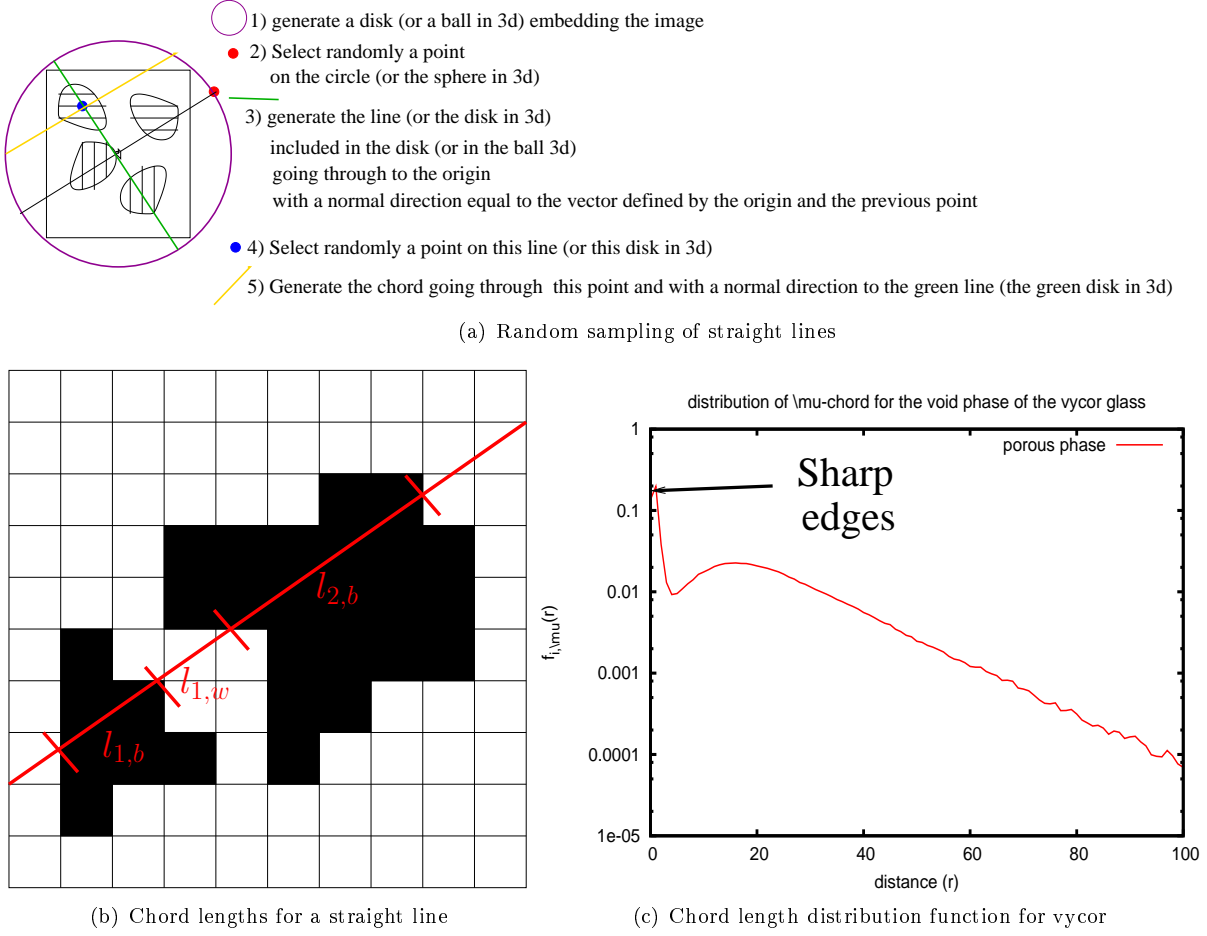 1) generate a disk (or a ball in 3d) embedding the image
2) Select randomly a point
on the circle (or the sphere in 3d)
3) generate the line (or the disk in 3d)
included in the disk (or in the ball 3d)
going through to the origin
with a normal direction equal to the vector defined by the origin and the previous point
4) Select randomly a point on this line (or this disk in 3d)
5) Generate the chord going through this point and with a normal direction to the green line (the green disk in 3d)
(a) Random sampling of straight lines
l_{2,b}
l_{1,w}
l_{1,b}
(b) Chord lengths for a straight line
distribution of \mu-chord for the void phase of the vycor glass
porous phase
Sharp
edges
1
0.1
0.01
0.001
0.0001
1e-05
f_{i,\mu}(r)
0 20 40 60 80 100
distance (r)
(c) Chord length distribution function for vycor